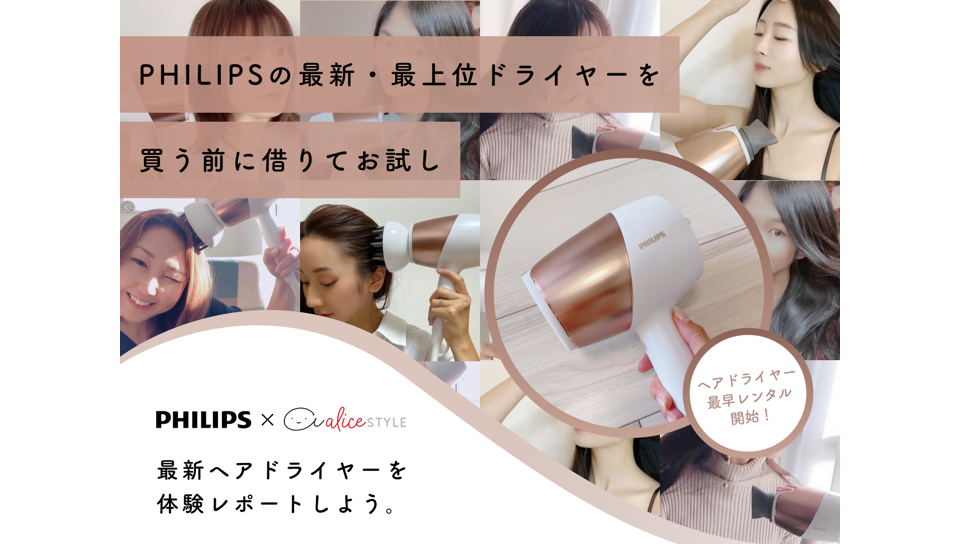 PHILIPSの最新・最上位ドライヤーを
買う前に借りてお試し
PHILIPS
ヘアドライヤー
最早レンタル
開始！
PHILIPS × alice STYLE
最新ヘアドライヤーを
体験レポートしよう。